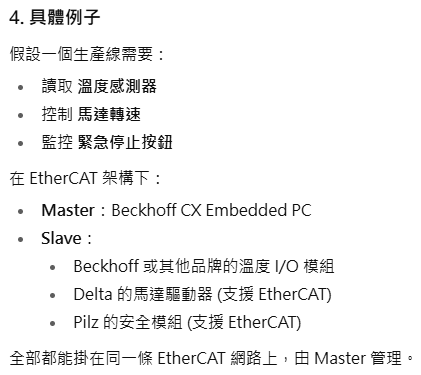 4. 具體例子
假設一個生產線需要：
• 讀取 溫度感測器
• 控制 馬達轉速
• 監控 緊急停止按鈕
在 EtherCAT 架構下：
• Master：Beckhoff CX Embedded PC
• Slave：
• Beckhoff 或其他品牌的溫度 I/O 模組
• Delta 的馬達驅動器 (支援 EtherCAT)
• Pilz 的安全模組 (支援 EtherCAT)
全部都能掛在同一條 EtherCAT 網路上，由 Master 管理。